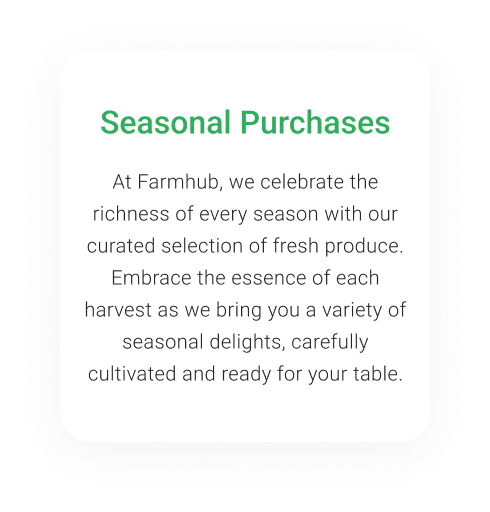 Seasonal Purchases
At Farmhub, we celebrate the
richness of every season with our
curated selection of fresh produce.
Embrace the essence of each
harvest as we bring you a variety of
seasonal delights, carefully
cultivated and ready for your table.